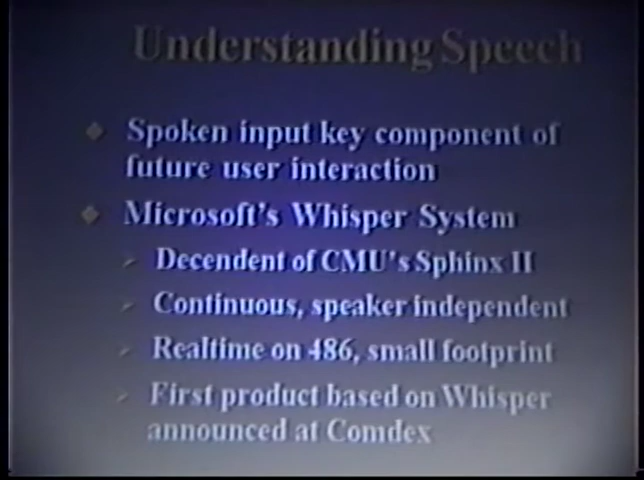 Understanding Speech
Spoken input key component of
future user interaction
Microsoft's Whisper System
Decendent of CMU's Sphinx II
Continuous, speaker independent
Realtime on 486, small footprint
First product based on Whisper
announced at Comdex